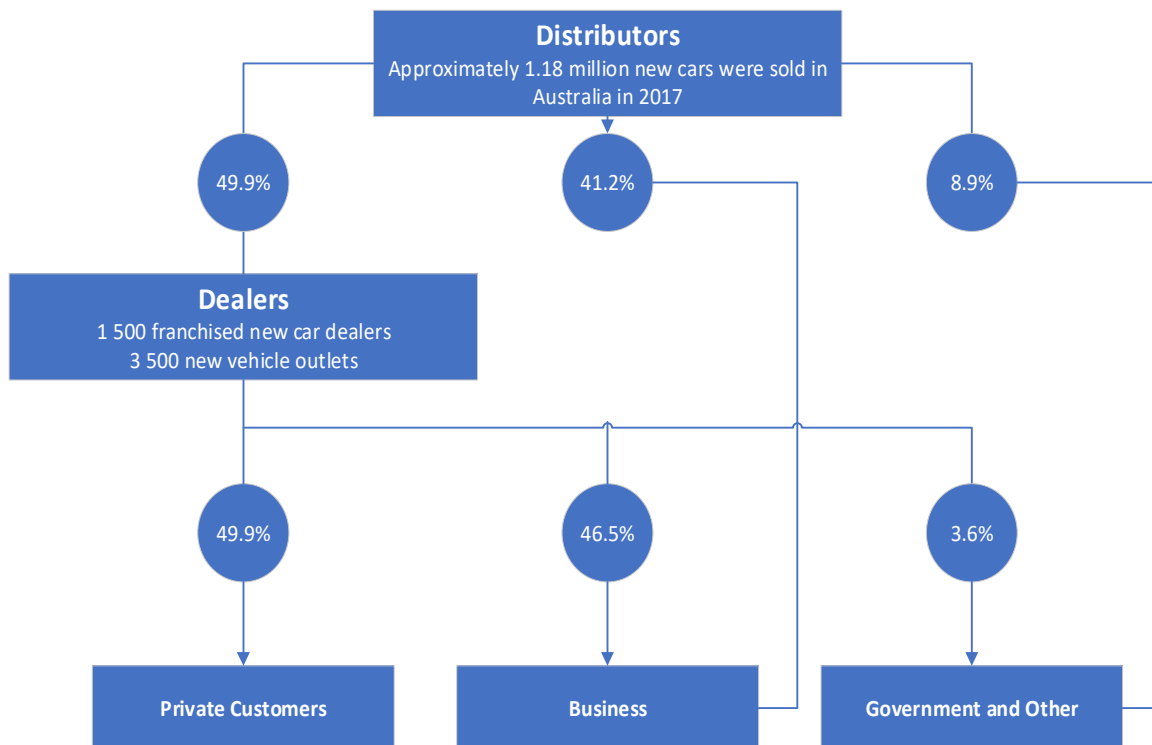 Distributors
Approximately 1.18 million new cars were sold in
Australia in 2017
49.9%
41.2%
8.9%
Dealers
1 500 franchised new car dealers
3 500 new vehicle outlets
49.9%
46.5%
3.6%
Private Customers
Business
Government and Other